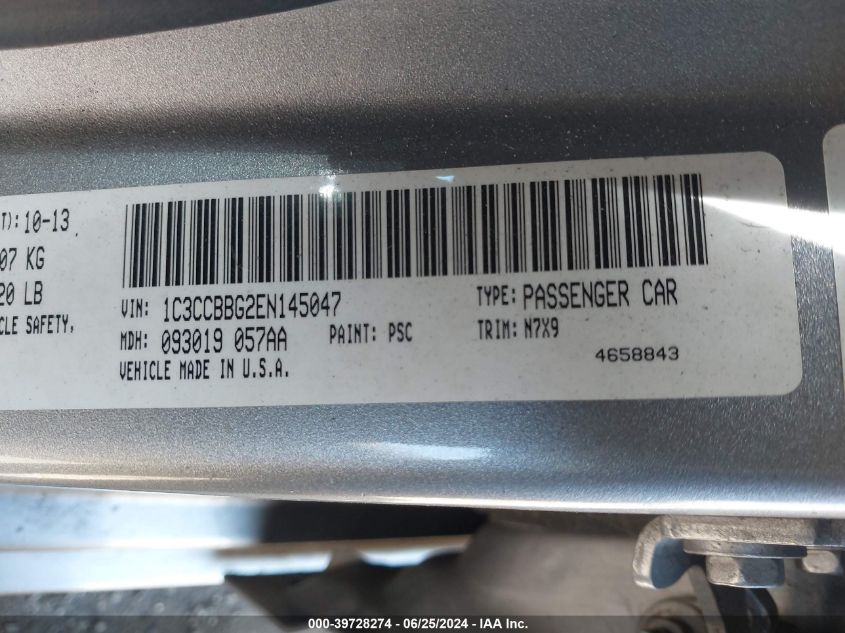 T): 10-13
07 KG
20 LB
CLE SAFETY,
VIN: 1C3CCBBG2EN145047
TYPE: PASSENGER CAR
MDH: 093019 057AA
PAINT: PSC
TRIM: N7X9
VEHICLE MADE IN U.S.A.
4658843
000-39728274 - 06/25/2024 - IAA Inc.